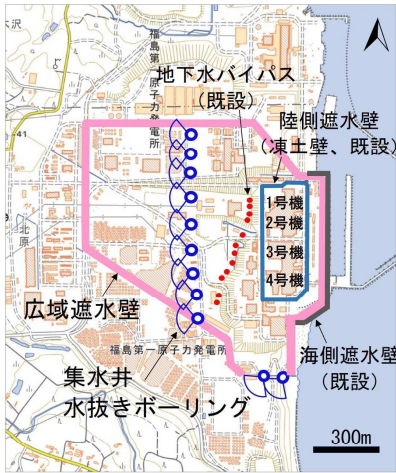 木沢
福島第一原子力発電所
地下水バイパス
（既設）
陸側遮水壁
（凍土壁、既設）
-41
1号機
2号機
3号機
4号機
北原
広域遮水壁
福島第一原子力発電所
集水井
水抜きボーリング
海側遮水壁
（既設）
300m